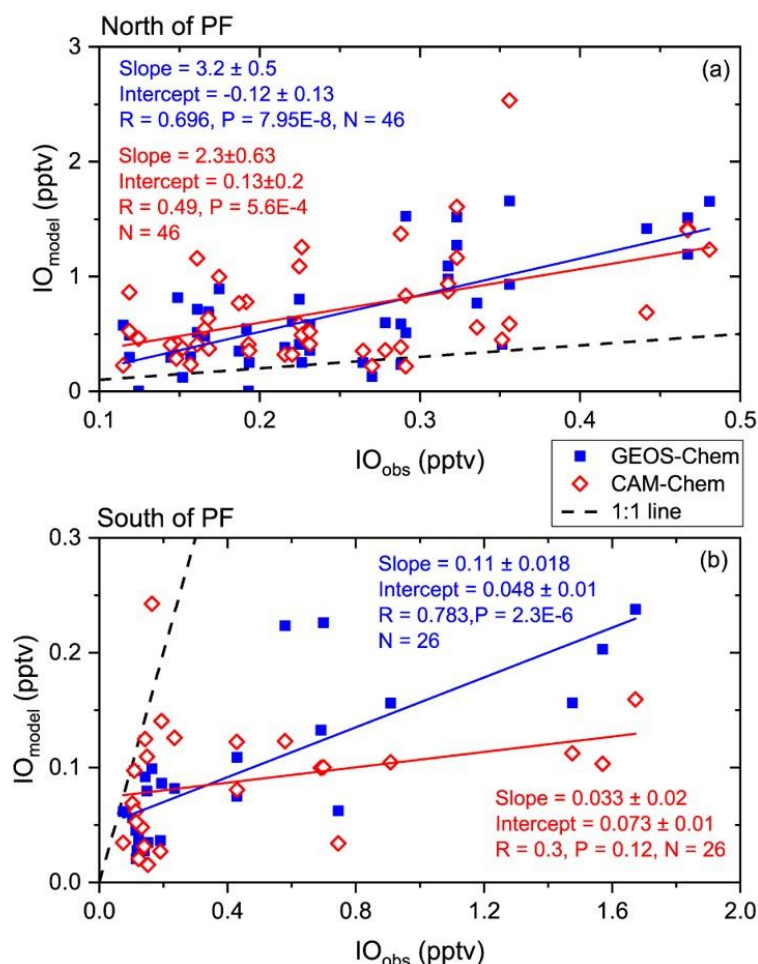 North of PF
(a)
Slope = 3.2 ± 0.5
Intercept = -0.12 ± 0.13
R = 0.696, P = 7.95E-8, N = 46
Slope = 2.3±0.63
Intercept = 0.13±0.2
R = 0.49, P = 5.6E-4
N = 46
IOmodel (pptv)
3
2
1
0
0.1 0.2 0.3 0.4 0.5
IOobs (pptv)
GEOS-Chem
CAM-Chem
1:1 line
South of PF
(b)
Slope = 0.11 ± 0.018
Intercept = 0.048 ± 0.01
R = 0.783,P = 2.3E-6
N = 26
IOmodel (pptv)
0.3
0.2
0.1
0.0
Slope = 0.033 ± 0.02
Intercept = 0.073 ± 0.01
R = 0.3, P = 0.12, N = 26
0.0 0.4 0.8 1.2 1.6 2.0
IOobs (pptv)